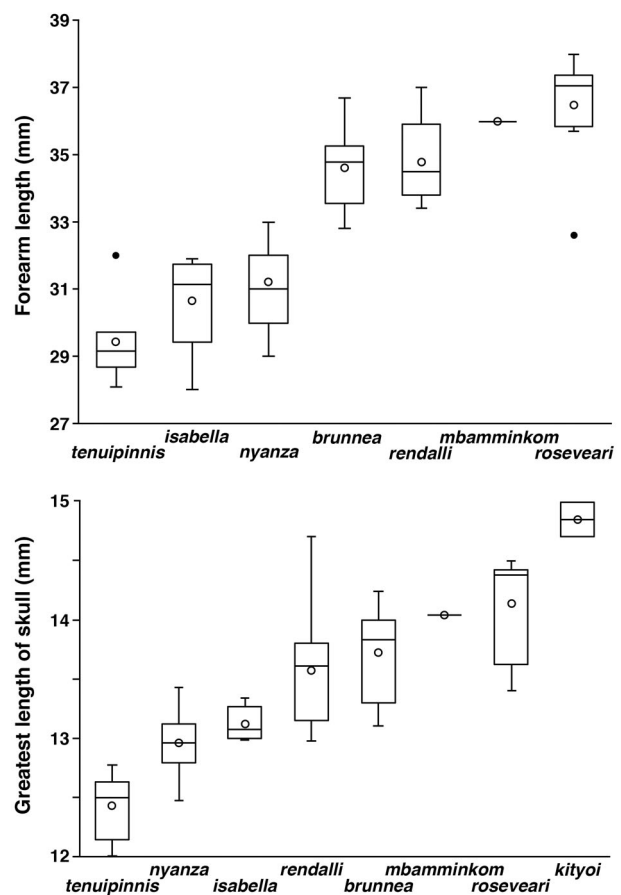 39
37
35
33
31
29
27
Forearm length (mm)
isabella brunnea mbamminkom
tenuipinnis nyanza rendalli roseveari
15
14
13
12
Greatest length of skull (mm)
nyanza rendalli mbamminkom kityoi
tenuipinnis isabella brunnea roseveari